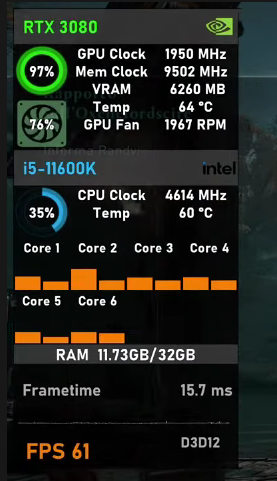 RTX 3080
GPU Clock 1950 MHz
97% Mem Clock 9502 MHz
VRAM 6260 MB
Temp 64 °C
76% GPU Fan 1967 RPM
i5-11600K intel
CPU Clock 4614 MHz
35% Temp 60 °C
Core 1 Core 2 Core 3 Core 4
Core 5 Core 6
RAM 11.73GB/32GB
Frametime 15.7 ms
FPS 61 D3D12